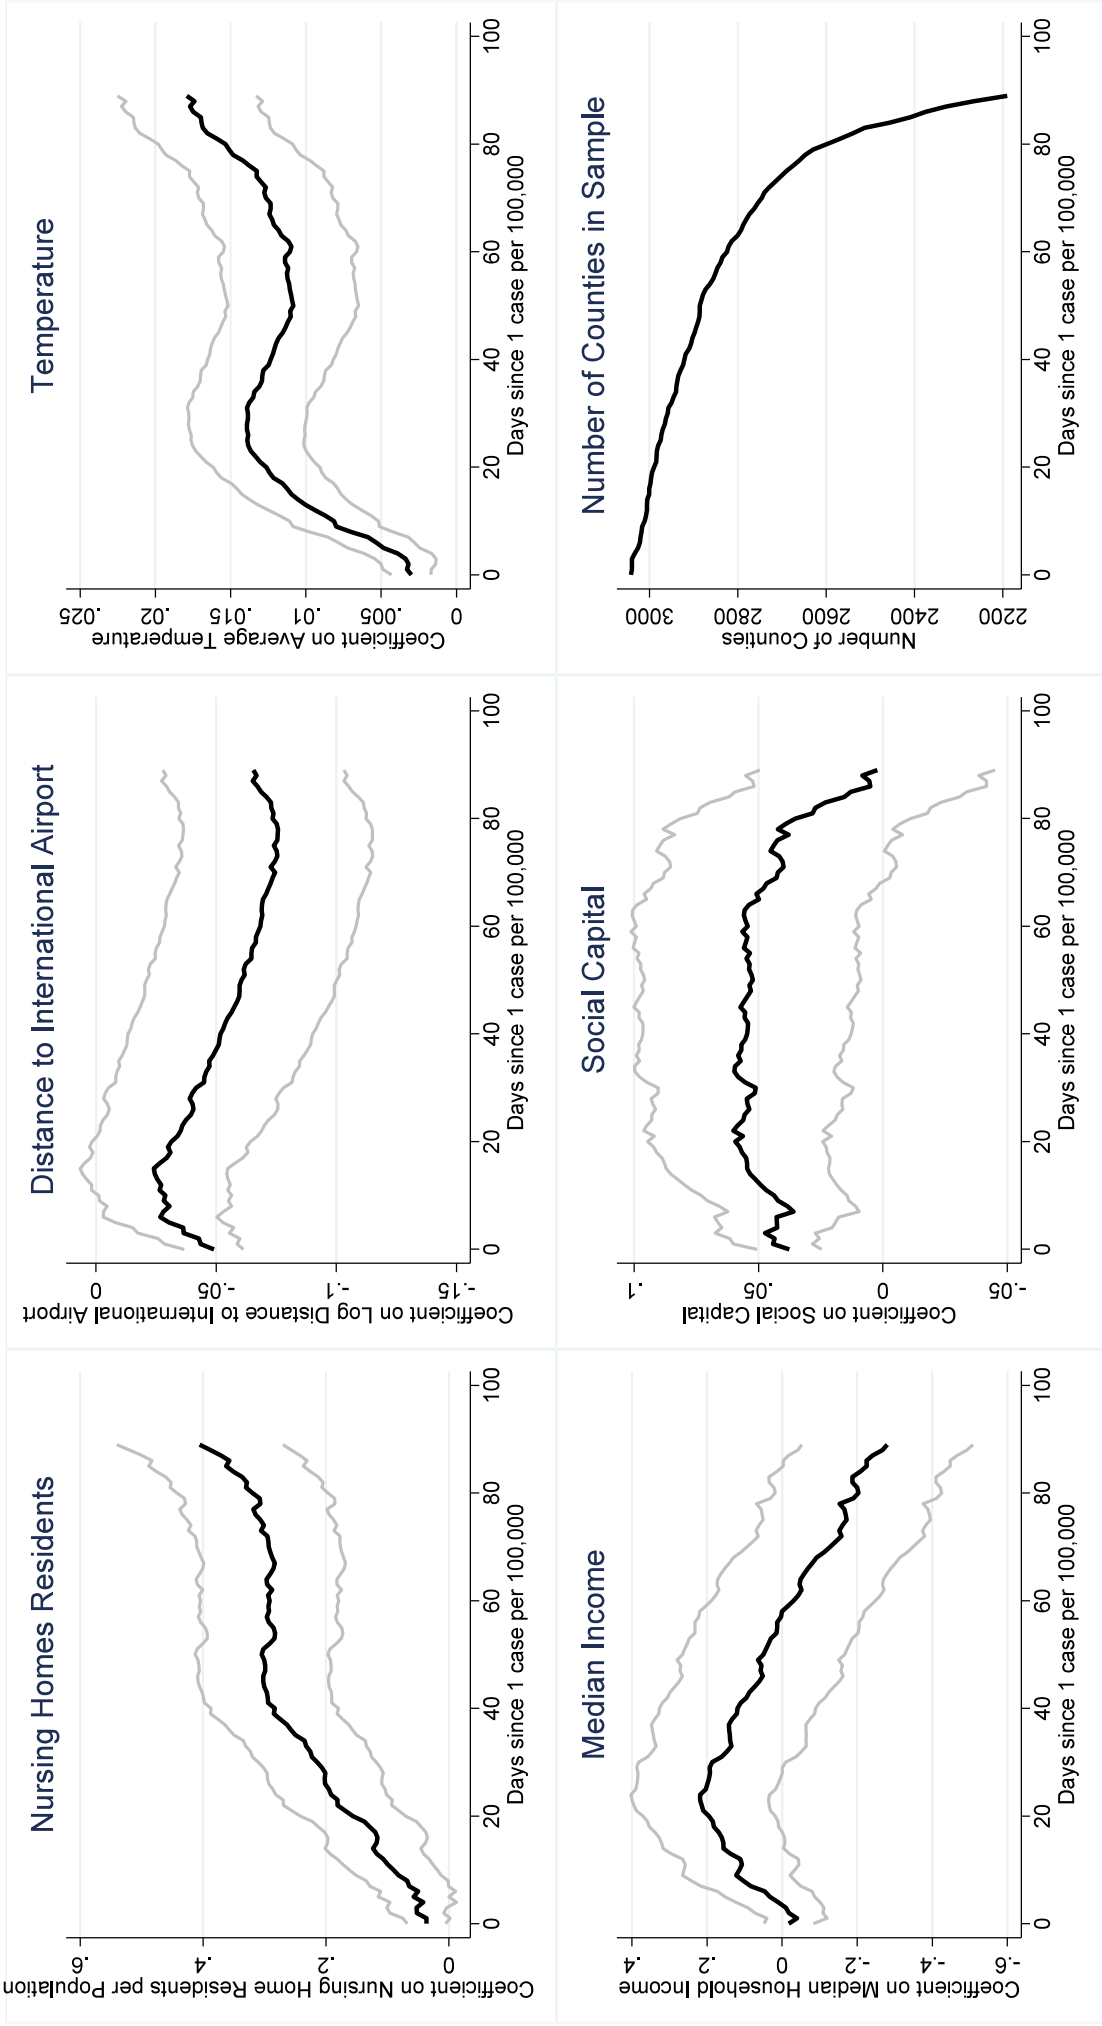 Nursing Homes Residents
Coefficient on Nursing Home Residents per Population
.6
.4
.2
0
0 20 40 60 80 100
Days since 1 case per 100,000
Distance to International Airport
Coefficient on Log Distance to International Airport
0
-.05
-.1
-.15
0 20 40 60 80 100
Days since 1 case per 100,000
Temperature
Coefficient on Average Temperature
.025
.02
.015
.01
.005
0
0 20 40 60 80 100
Days since 1 case per 100,000
Median Income
Coefficient on Median Household Income
.4
.2
0
-.2
-.4
-.6
0 20 40 60 80 100
Days since 1 case per 100,000
Social Capital
Coefficient on Social Capital
.1
.05
0
-.05
0 20 40 60 80 100
Days since 1 case per 100,000
Number of Counties in Sample
Number of Counties
3000
2800
2600
2400
2200
0 20 40 60 80 100
Days since 1 case per 100,000